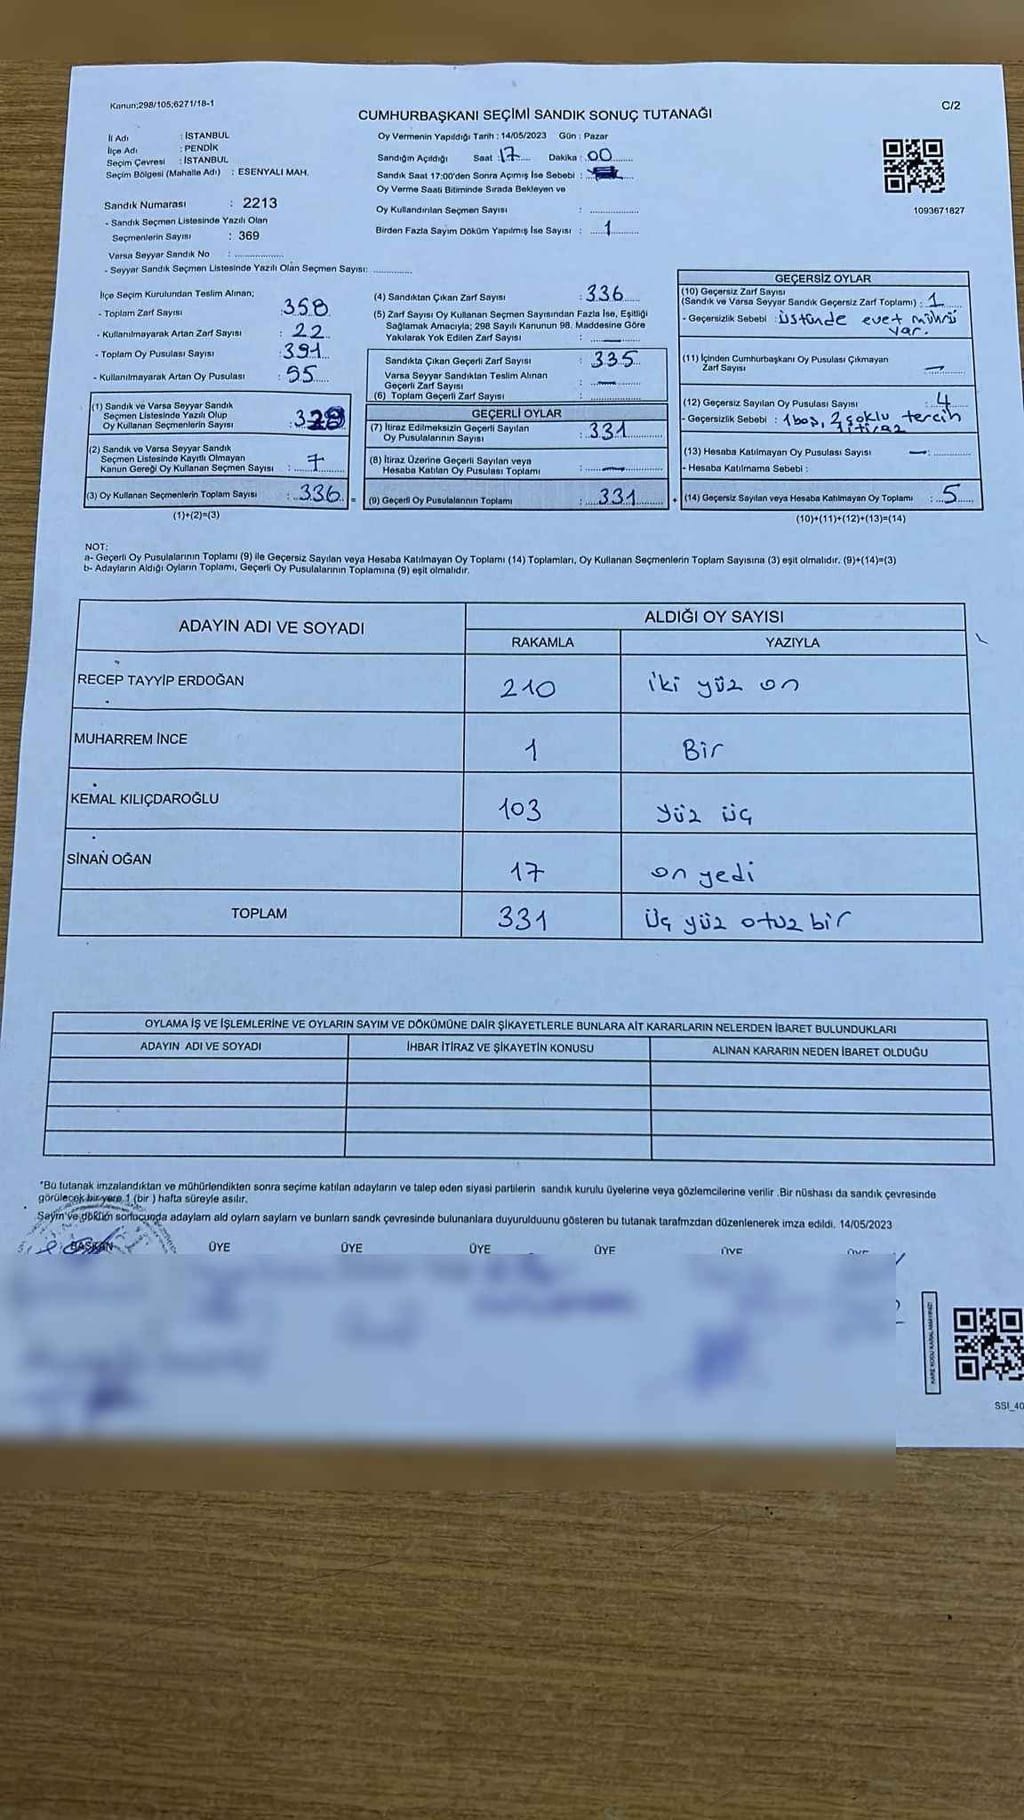 Kanun;298/105;6271/18-1
C/2
CUMHURBAŞKANI SEÇİMİ SANDIK SONUÇ TUTANAĞI
İl Adı : İSTANBUL
İlçe Adı : PENDİK
Seçim Çevresi : İSTANBUL
Seçim Bölgesi (Mahalle Adı) : ESENYALI MAH.
Oy Vermenin Yapıldığı Tarih : 14/05/2023 Gün : Pazar
Sandığın Açıldığı Saat : 17 Dakika : 00
Sandık Saat 17:00'den Sonra Açımış İse Sebebi :
Oy Verme Saati Bitiminde Sırada Bekleyen ve
Oy Kullandırılan Seçmen Sayısı :
Birden Fazla Sayım Döküm Yapılmış İse Sayısı : 1
1093671827
Sandık Numarası : 2213
- Sandık Seçmen Listesinde Yazılı Olan
Seçmenlerin Sayısı : 369
Varsa Seyyar Sandık No :
- Seyyar Sandık Seçmen Listesinde Yazılı Olan Seçmen Sayısı:
İlçe Seçim Kurulundan Teslim Alınan;
- Toplam Zarf Sayısı : 358
- Kullanılmayarak Artan Zarf Sayısı : 22
- Toplam Oy Pusulası Sayısı : 391
- Kullanılmayarak Artan Oy Pusulası : 55
(1) Sandık ve Varsa Seyyar Sandık
Seçmen Listesinde Yazılı Olup
Oy Kullanan Seçmenlerin Sayısı : 329
(2) Sandık ve Varsa Seyyar Sandık
Seçmen Listesinde Kayıtlı Olmayan
Kanun Gereği Oy Kullanan Seçmen Sayısı : 7
(3) Oy Kullanan Seçmenlerin Toplam Sayısı : 336 =
(1)+(2)=(3)
(4) Sandıktan Çıkan Zarf Sayısı : 336
(5) Zarf Sayısı Oy Kullanan Seçmen Sayısından Fazla İse, Eşitliği
Sağlamak Amacıyla; 298 Sayılı Kanunun 98. Maddesine Göre
Yakılarak Yok Edilen Zarf Sayısı : —
Sandıkta Çıkan Geçerli Zarf Sayısı : 335
Varsa Seyyar Sandıktan Teslim Alınan
Geçerli Zarf Sayısı : —
(6) Toplam Geçerli Zarf Sayısı :
GEÇERLİ OYLAR
(7) İtiraz Edilmeksizin Geçerli Sayılan
Oy Pusulalarının Sayısı : 331
(8) İtiraz Üzerine Geçerli Sayılan veya
Hesaba Katılan Oy Pusulası Toplamı : —
(9) Geçerli Oy Pusulalarının Toplamı : 331 +
GEÇERSİZ OYLAR
(10) Geçersiz Zarf Sayısı
(Sandık ve Varsa Seyyar Sandık Geçersiz Zarf Toplamı) : 1
- Geçersizlik Sebebi : Üstünde evet mührü
var.
(11) İçinden Cumhurbaşkanı Oy Pusulası Çıkmayan
Zarf Sayısı —
(12) Geçersiz Sayılan Oy Pusulası Sayısı : 4
- Geçersizlik Sebebi : 1 boş, 2 çoklu tercih
1 itiraz
(13) Hesaba Katılmayan Oy Pusulası Sayısı — :
- Hesaba Katılmama Sebebi :
(14) Geçersiz Sayılan veya Hesaba Katılmayan Oy Toplamı : 5
(10)+(11)+(12)+(13)=(14)
NOT:
a- Geçerli Oy Pusulalarının Toplamı (9) ile Geçersiz Sayılan veya Hesaba Katılmayan Oy Toplamı (14) Toplamları, Oy Kullanan Seçmenlerin Toplam Sayısına (3) eşit olmalıdır. (9)+(14)=(3)
b- Adayların Aldığı Oyların Toplamı, Geçerli Oy Pusulalarının Toplamına (9) eşit olmalıdır.
ADAYIN ADI VE SOYADI
ALDIĞI OY SAYISI
RAKAMLA YAZIYLA
RECEP TAYYİP ERDOĞAN 210 iki yüz on
MUHARREM İNCE 1 Bir
KEMAL KILIÇDAROĞLU 103 yüz üç
SİNAN OĞAN 17 on yedi
TOPLAM 331 üç yüz otuz bir
OYLAMA İŞ VE İŞLEMLERİNE VE OYLARIN SAYIM VE DÖKÜMÜNE DAİR ŞİKAYETLERLE BUNLARA AİT KARARLARIN NELERDEN İBARET BULUNDUKLARI
ADAYIN ADI VE SOYADI İHBAR İTİRAZ VE ŞİKAYETİN KONUSU ALINAN KARARIN NEDEN İBARET OLDUĞU
*Bu tutanak imzalandıktan ve mühürlendikten sonra seçime katılan adayların ve talep eden siyasi partilerin sandık kurulu üyelerine veya gözlemcilerine verilir .Bir nüshası da sandık çevresinde
görülecek bir yere 1 (bir ) hafta süreyle asılır.
Sayım ve döküm sonucunda adayların ald oyların sayların ve bunların sandk çevresinde bulunanlara duyurulduunu gösteren bu tutanak tarafmzdan düzenlenerek imza edildi. 14/05/2023
BAŞKAN ÜYE ÜYE ÜYE ÜYE ÜYE ÜYE
KARE KODU KARALAMAYINIZ!
SSI_40